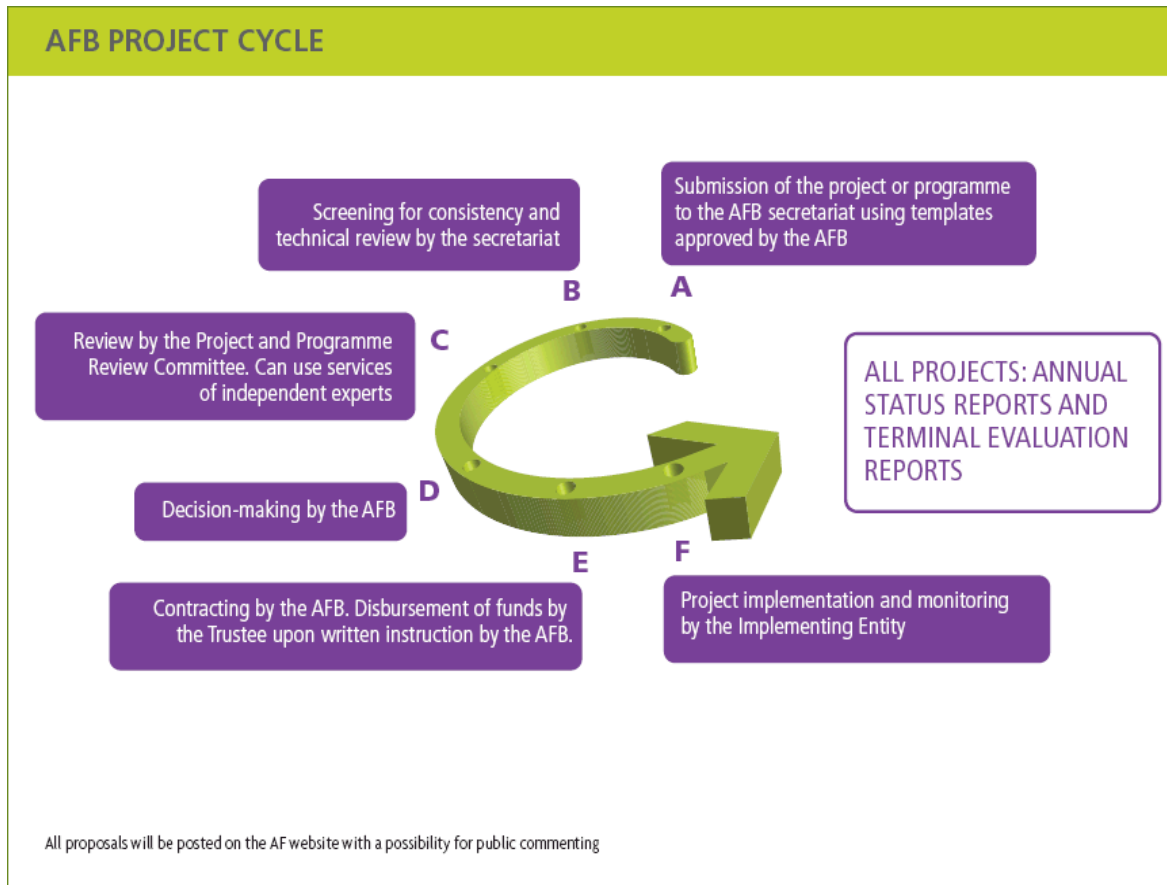 AFB PROJECT CYCLE
Submission of the project or programme
to the AFB secretariat using templates
approved by the AFB
A
Screening for consistency and
technical review by the secretariat
B
Review by the Project and Programme
Review Committee. Can use services
of independent experts
C
Decision-making by the AFB
D
Contracting by the AFB. Disbursement of funds by
the Trustee upon written instruction by the AFB.
E
Project implementation and monitoring
by the Implementing Entity
F
ALL PROJECTS: ANNUAL
STATUS REPORTS AND
TERMINAL EVALUATION
REPORTS
All proposals will be posted on the AF website with a possibility for public commenting